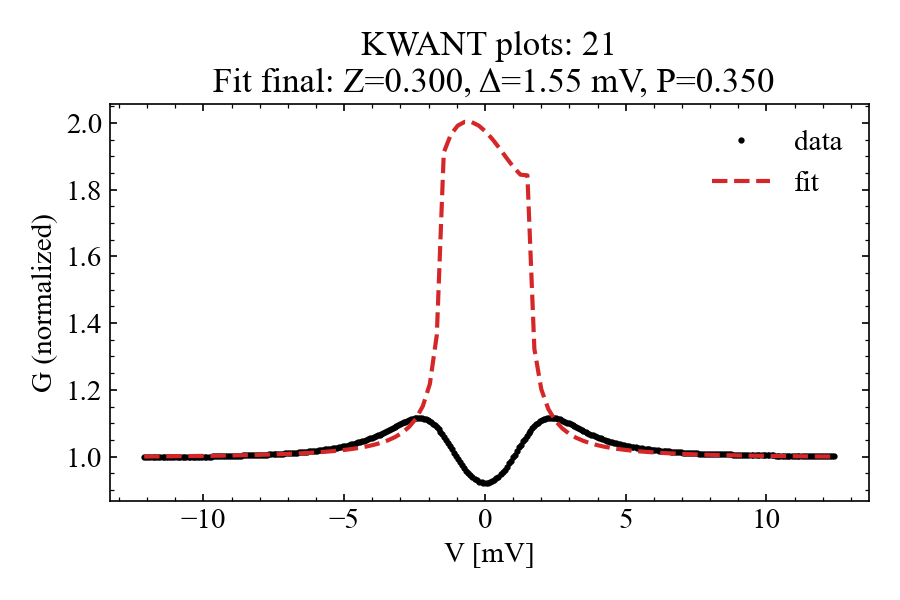 KWANT plots: 21
Fit final: Z=0.300, Δ=1.55 mV, P=0.350
2.0
1.8
1.6
1.4
1.2
1.0
G (normalized)
data
fit
−10
−5
0
5
10
V [mV]